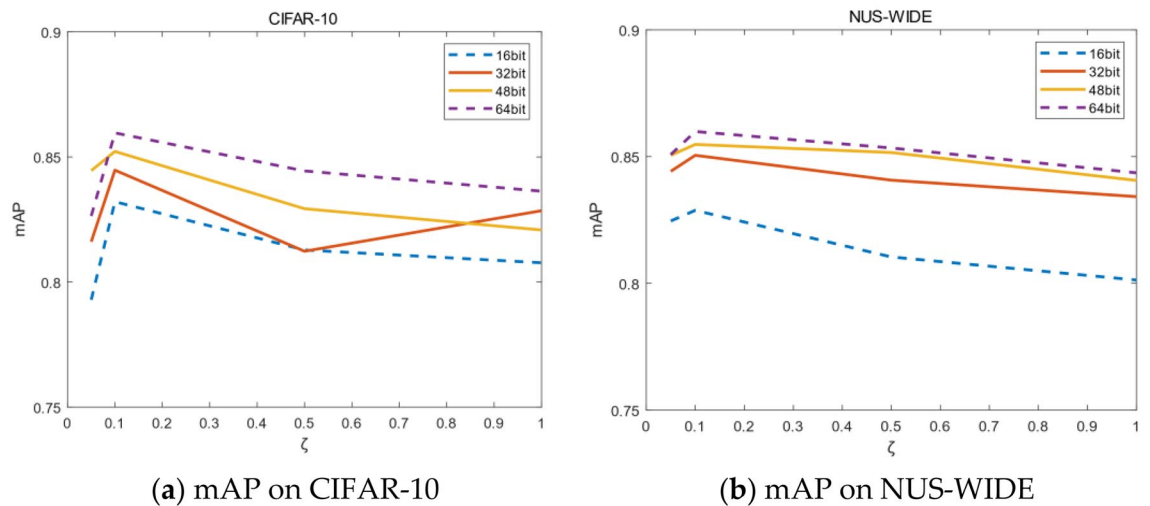 CIFAR-10
0.9
0.85
0.8
0.75
mAP
16bit
32bit
48bit
64bit
0 0.1 0.2 0.3 0.4 0.5 0.6 0.7 0.8 0.9 1
ζ
(a) mAP on CIFAR-10
NUS-WIDE
0.9
0.85
0.8
0.75
mAP
16bit
32bit
48bit
64bit
0 0.1 0.2 0.3 0.4 0.5 0.6 0.7 0.8 0.9 1
ζ
(b) mAP on NUS-WIDE